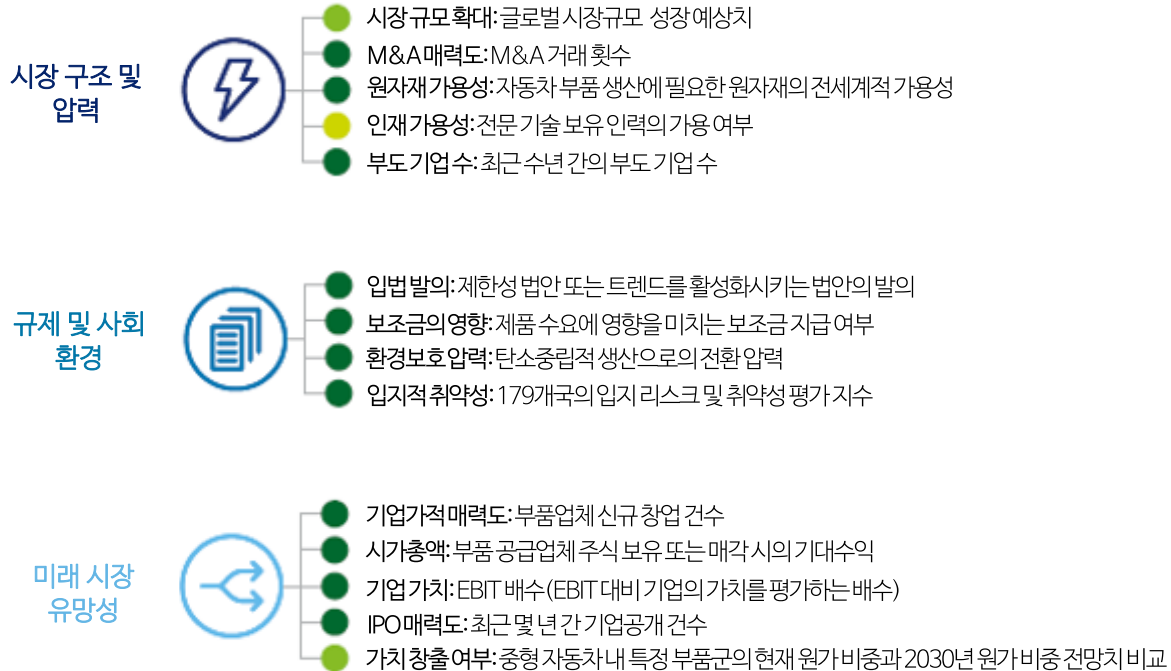 시장 구조 및
압력
시장 규모 확대: 글로벌 시장규모 성장 예상치
M&A 매력도: M&A 거래 횟수
원자재 가용성: 자동차 부품 생산에 필요한 원자재의 전세계적 가용성
인재 가용성: 전문 기술 보유 인력의 가용 여부
부도 기업 수: 최근 수년 간의 부도 기업 수
규제 및 사회
환경
입법 발의: 제한성 법안 또는 트렌드를 활성화시키는 법안의 발의
보조금의 영향: 제품 수요에 영향을 미치는 보조금 지급 여부
환경보호 압력: 탄소중립적 생산으로의 전환 압력
입지적 취약성: 179개국의 입지 리스크 및 취약성 평가 지수
미래 시장
유망성
기업가적 매력도: 부품업체 신규 창업 건수
시가총액: 부품 공급업체 주식 보유 또는 매각 시의 기대수익
기업 가치: EBIT 배수 (EBIT 대비 기업의 가치를 평가하는 배수)
IPO 매력도: 최근 몇 년 간 기업공개 건수
가치 창출 여부: 중형 자동차 내 특정 부품군의 현재 원가 비중과 2030년 원가 비중 전망치 비교